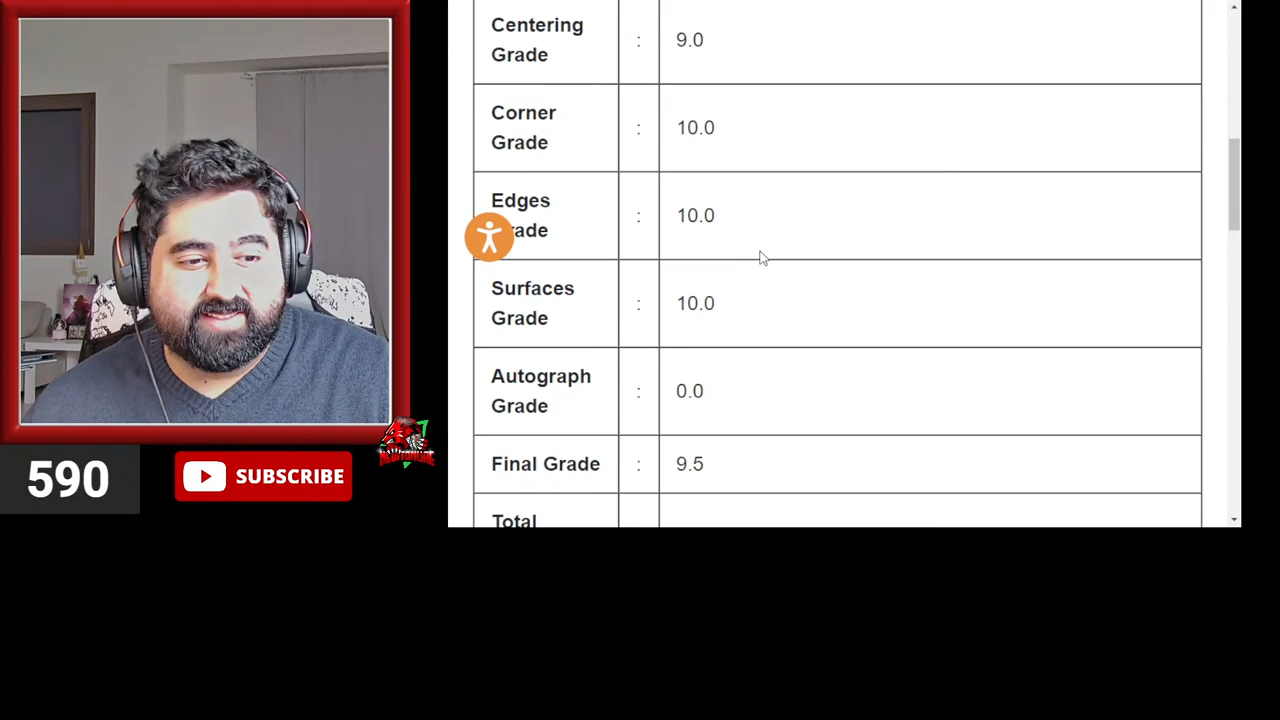 Centering
Grade
:
9.0
Corner
Grade
:
10.0
Edges
rade
:
10.0
Surfaces
Grade
:
10.0
Autograph
Grade
:
0.0
Final Grade
:
9.5
Total
590
SUBSCRIBE